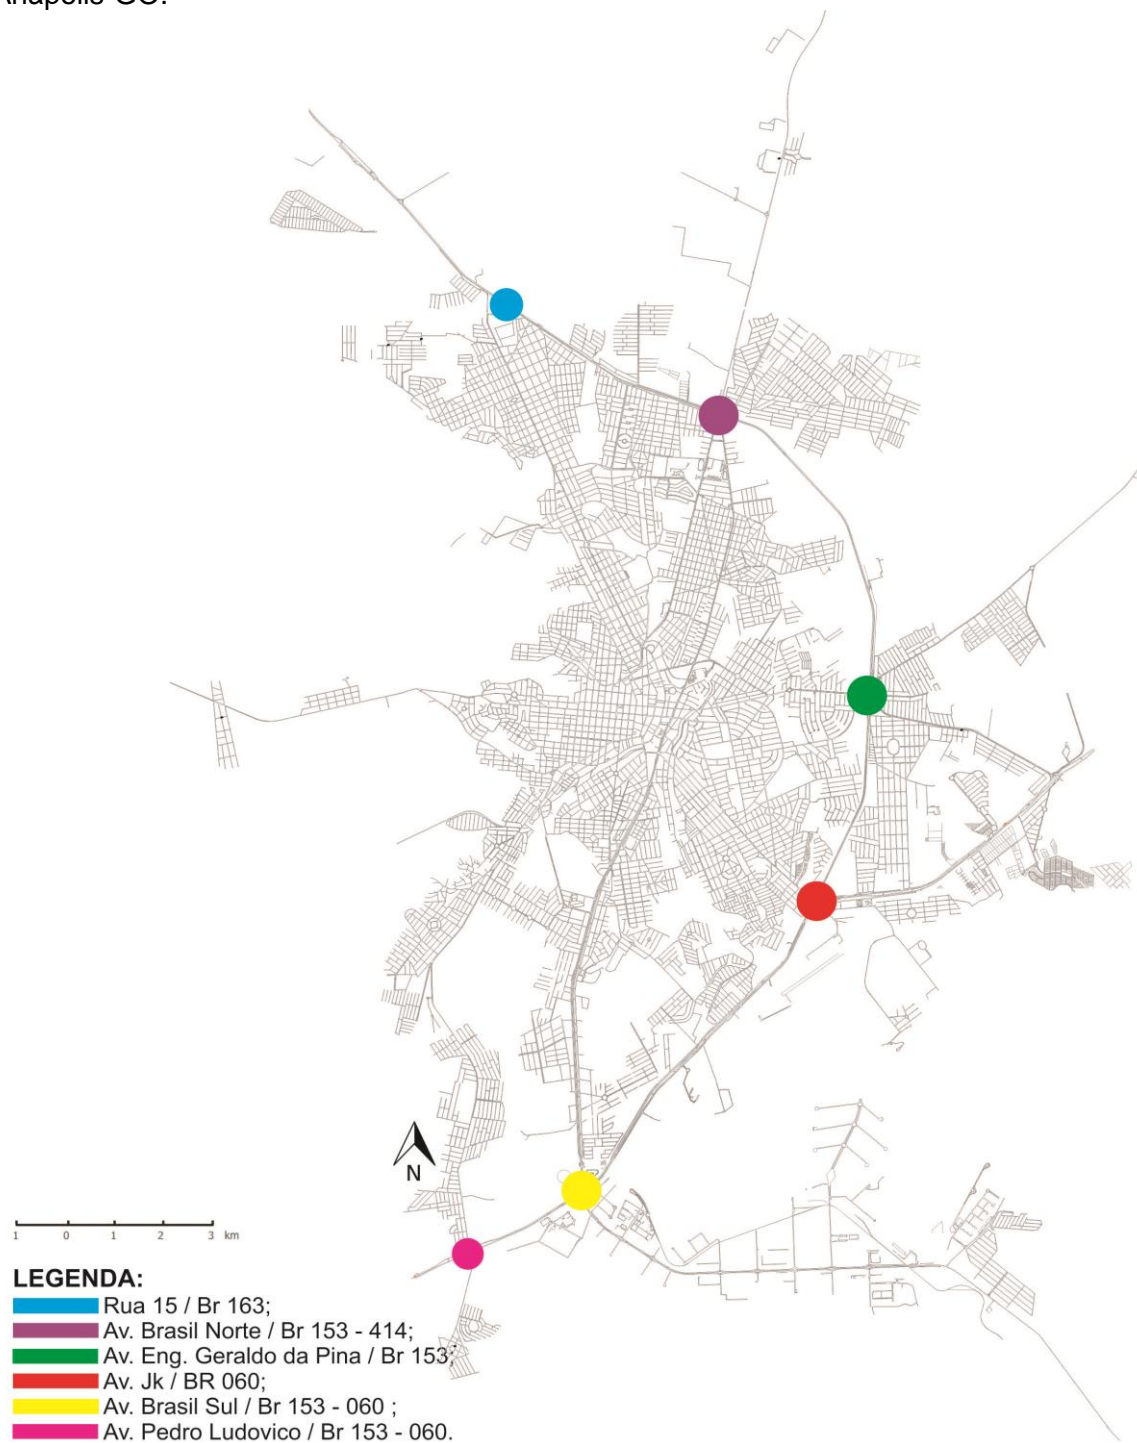 Anápolis-GO.
N
1 0 1 2 3 km
LEGENDA:
Rua 15 / Br 163;
Av. Brasil Norte / Br 153 - 414;
Av. Eng. Geraldo da Pina / Br 153;
Av. Jk / BR 060;
Av. Brasil Sul / Br 153 - 060 ;
Av. Pedro Ludovico / Br 153 - 060.